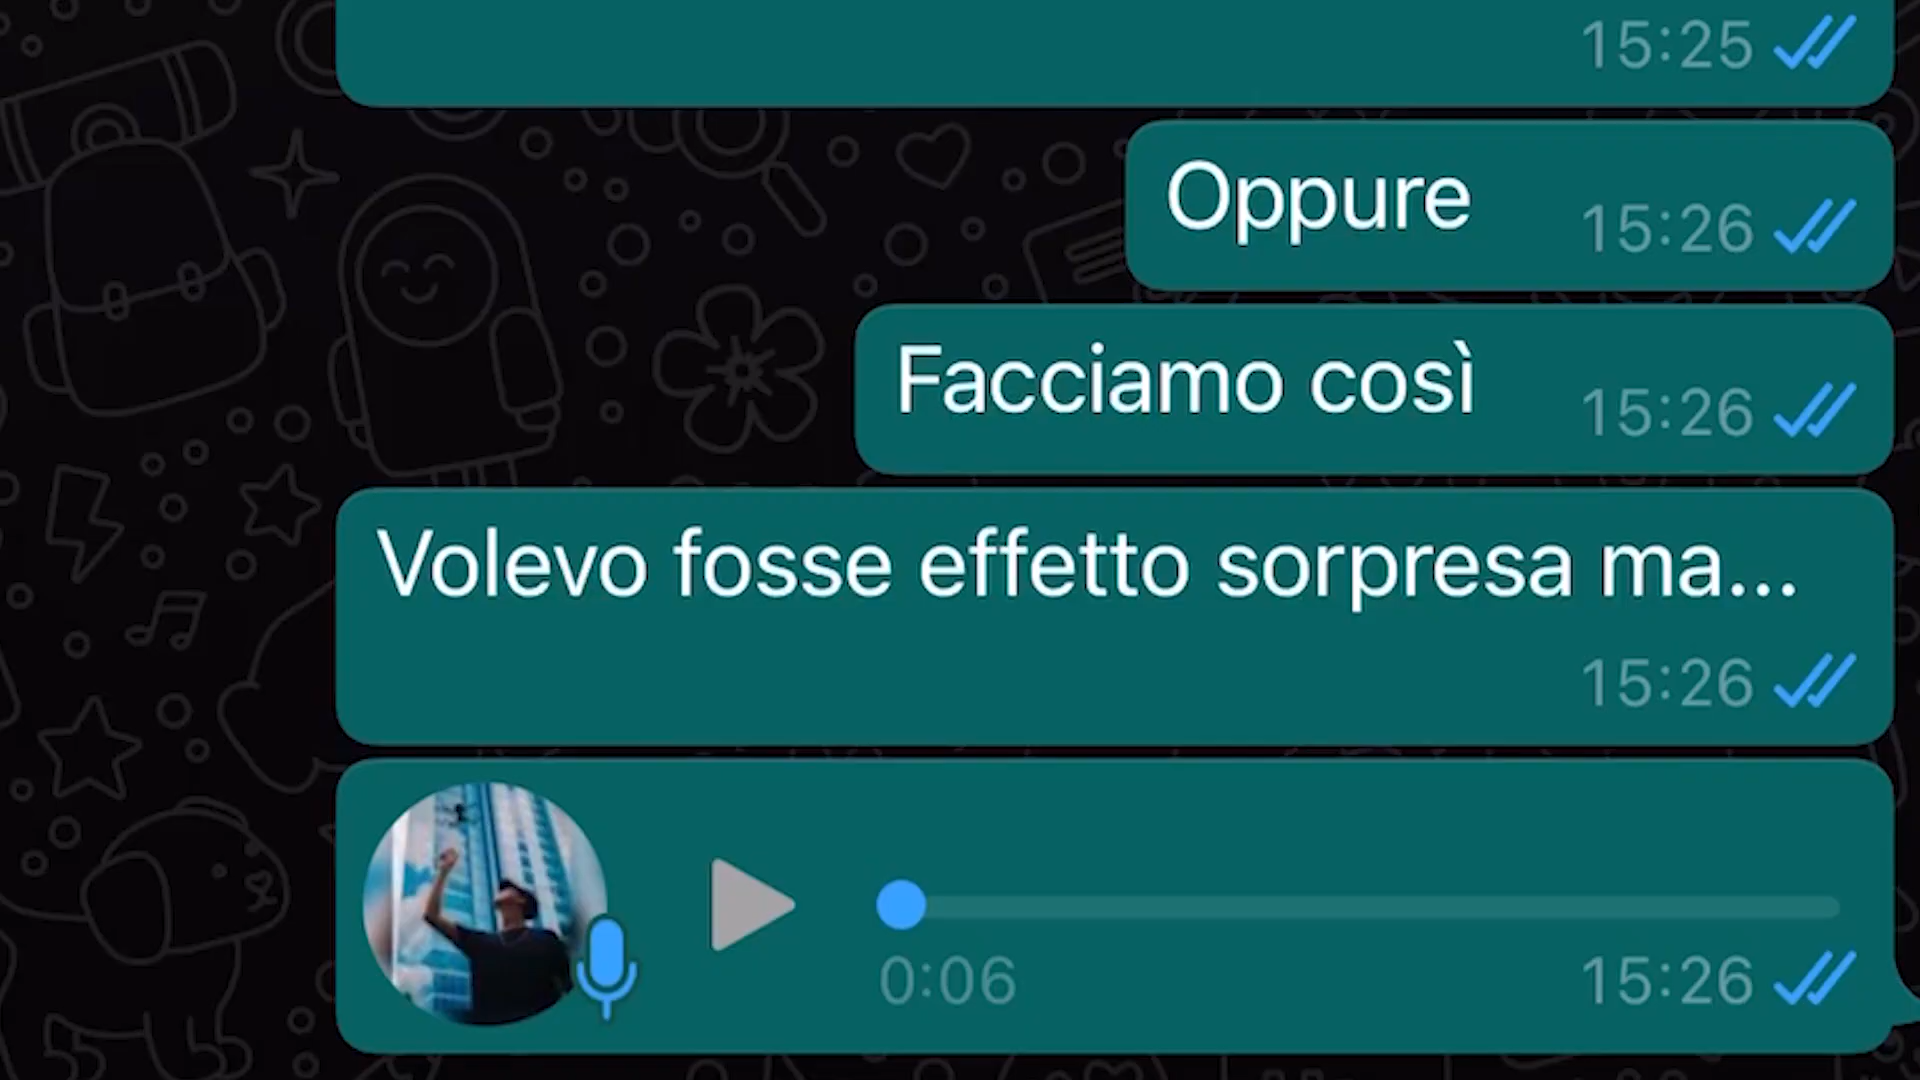 15:25
Oppure
15:26
Facciamo così
15:26
Volevo fosse effetto sorpresa ma...
15:26
0:06
15:26